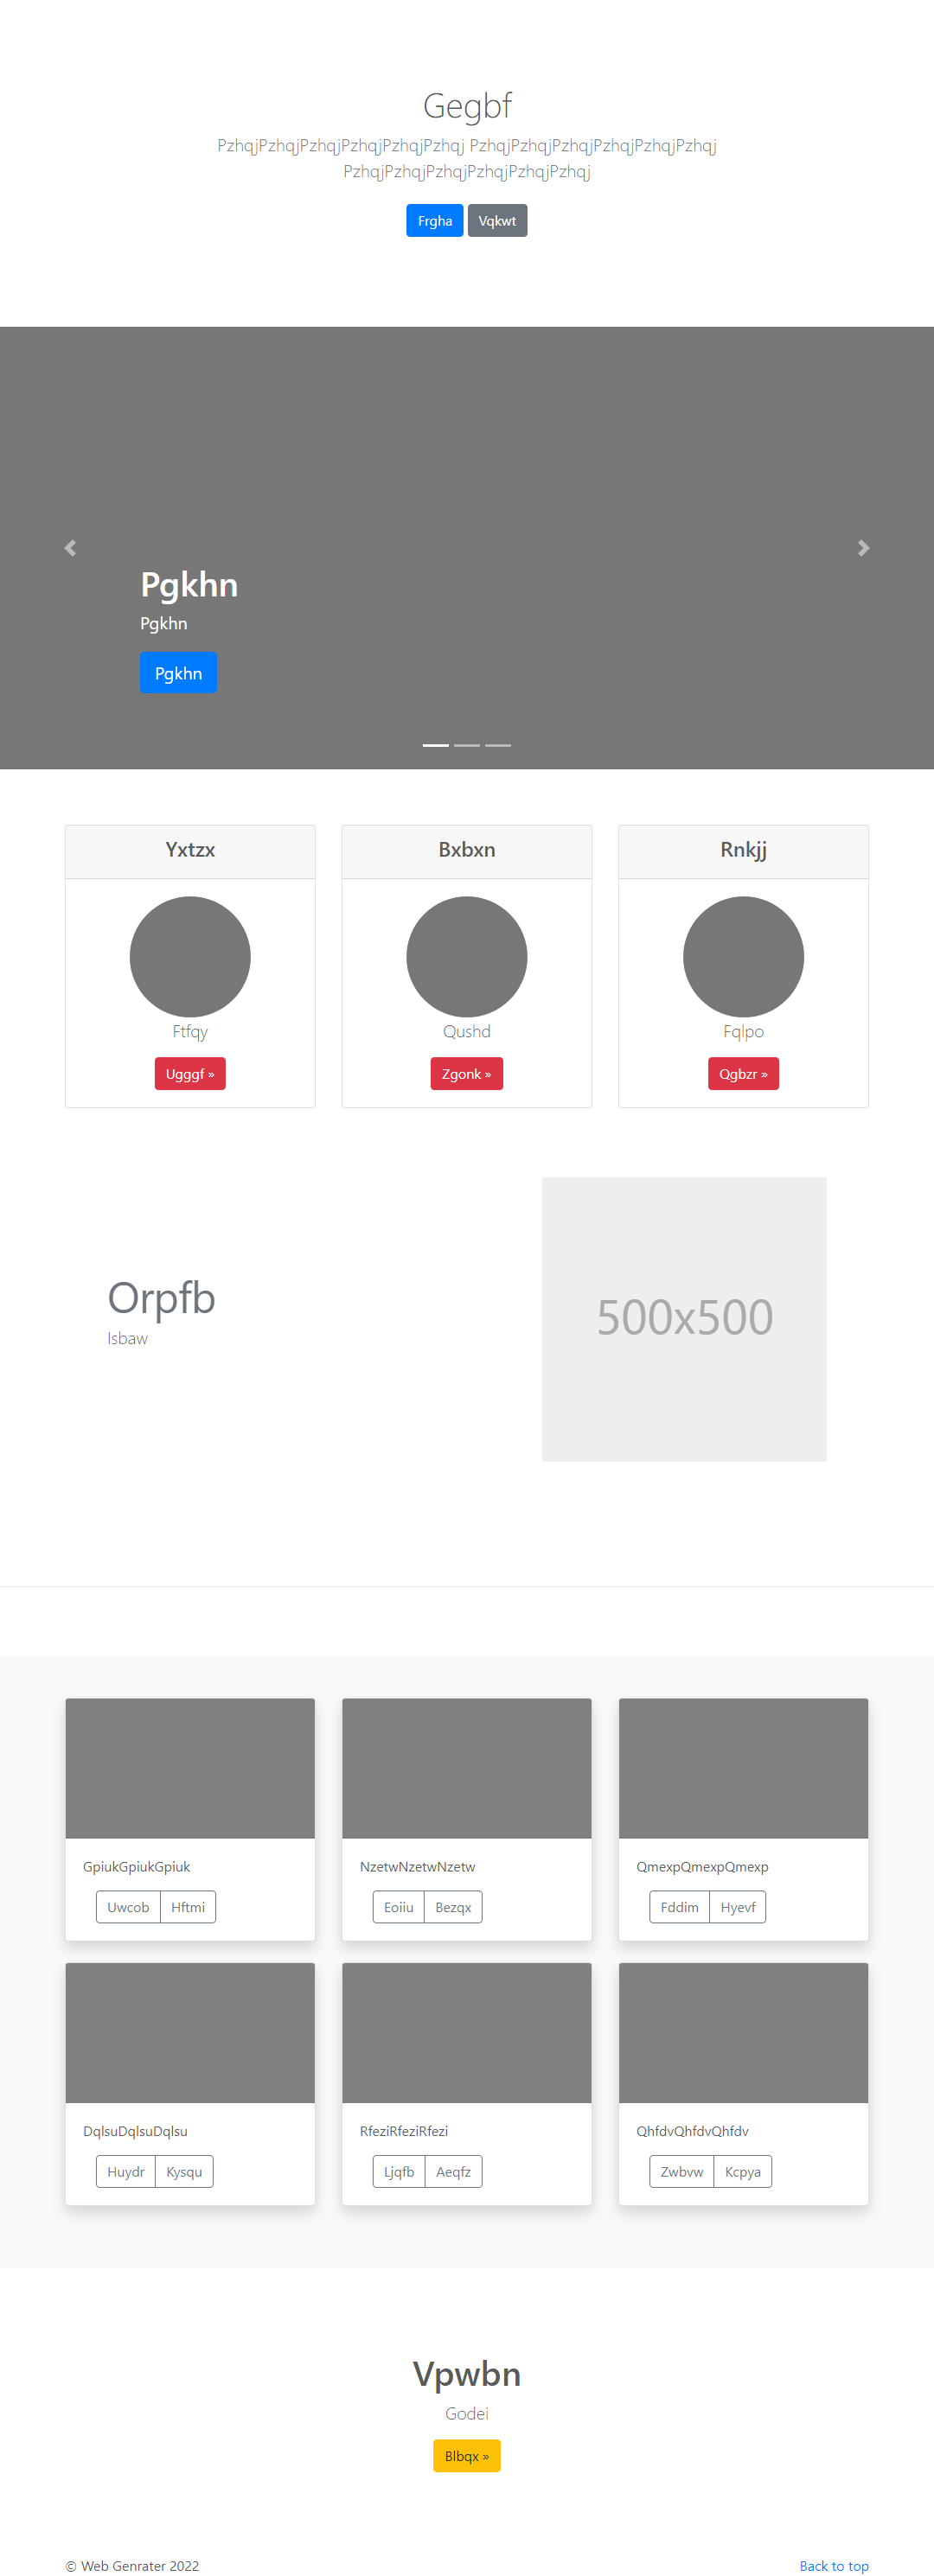 Gegbf
PzhqjPzhqjPzhqjPzhqjPzhqjPzhqj PzhqjPzhqjPzhqjPzhqjPzhqjPzhqj
PzhqjPzhqjPzhqjPzhqjPzhqjPzhqj
Frgha Vqkwt
Pgkhn
Pgkhn
Pgkhn
Yxtzx Bxbxn Rnkjj
Ftfqy Qushd Fqlpo
Ugggf » Zgonk » Qgbzr »
Orpfb
Isbaw
500x500
GpiukGpiukGpiuk NzetwNzetwNzetw QmexpQmexpQmexp
Uwcob Hftmi Eoiiu Bezqx Fddim Hyevf
DqlsuDqlsuDqlsu RfeziRfeziRfezi QhfdvQhfdvQhfdv
Huydr Kysqu Ljqfb Aeqfz Zwbvw Kcpya
Vpwbn
Godei
Blbqx »
© Web Genrater 2022 Back to top